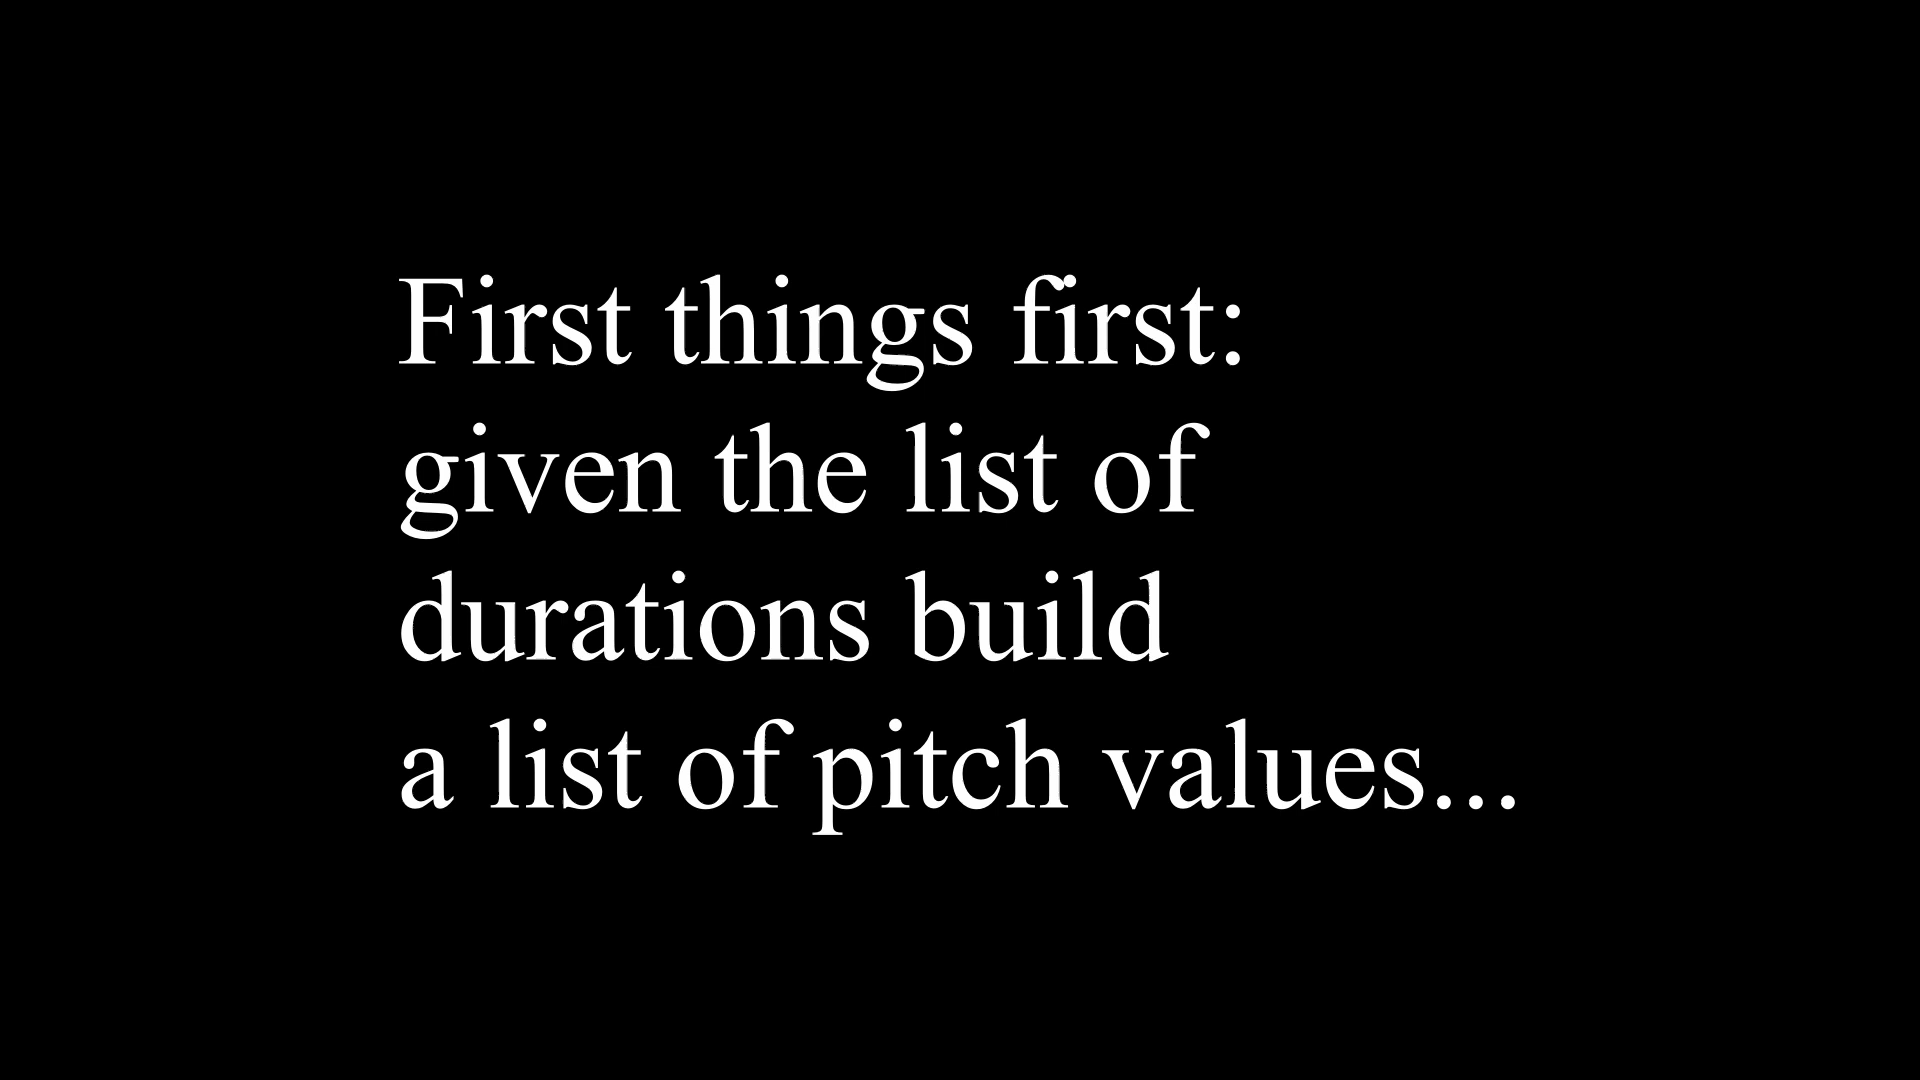 First things first:
given the list of
durations build
a list of pitch values...